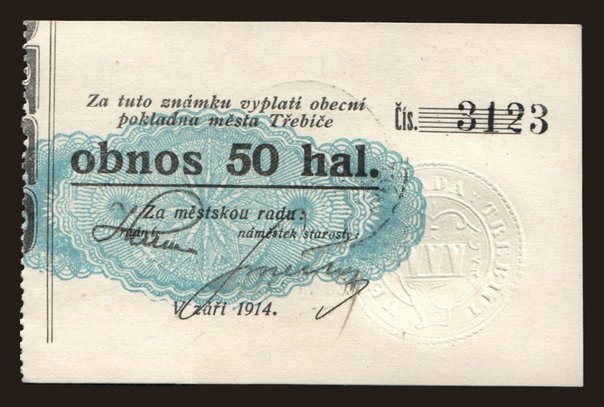 Za tuto známku vyplatí obecní
pokladna města Třebíče
Čís. 3123
obnos 50 hal.
Za městskou radu:
náměstek starosty:
V září 1914.